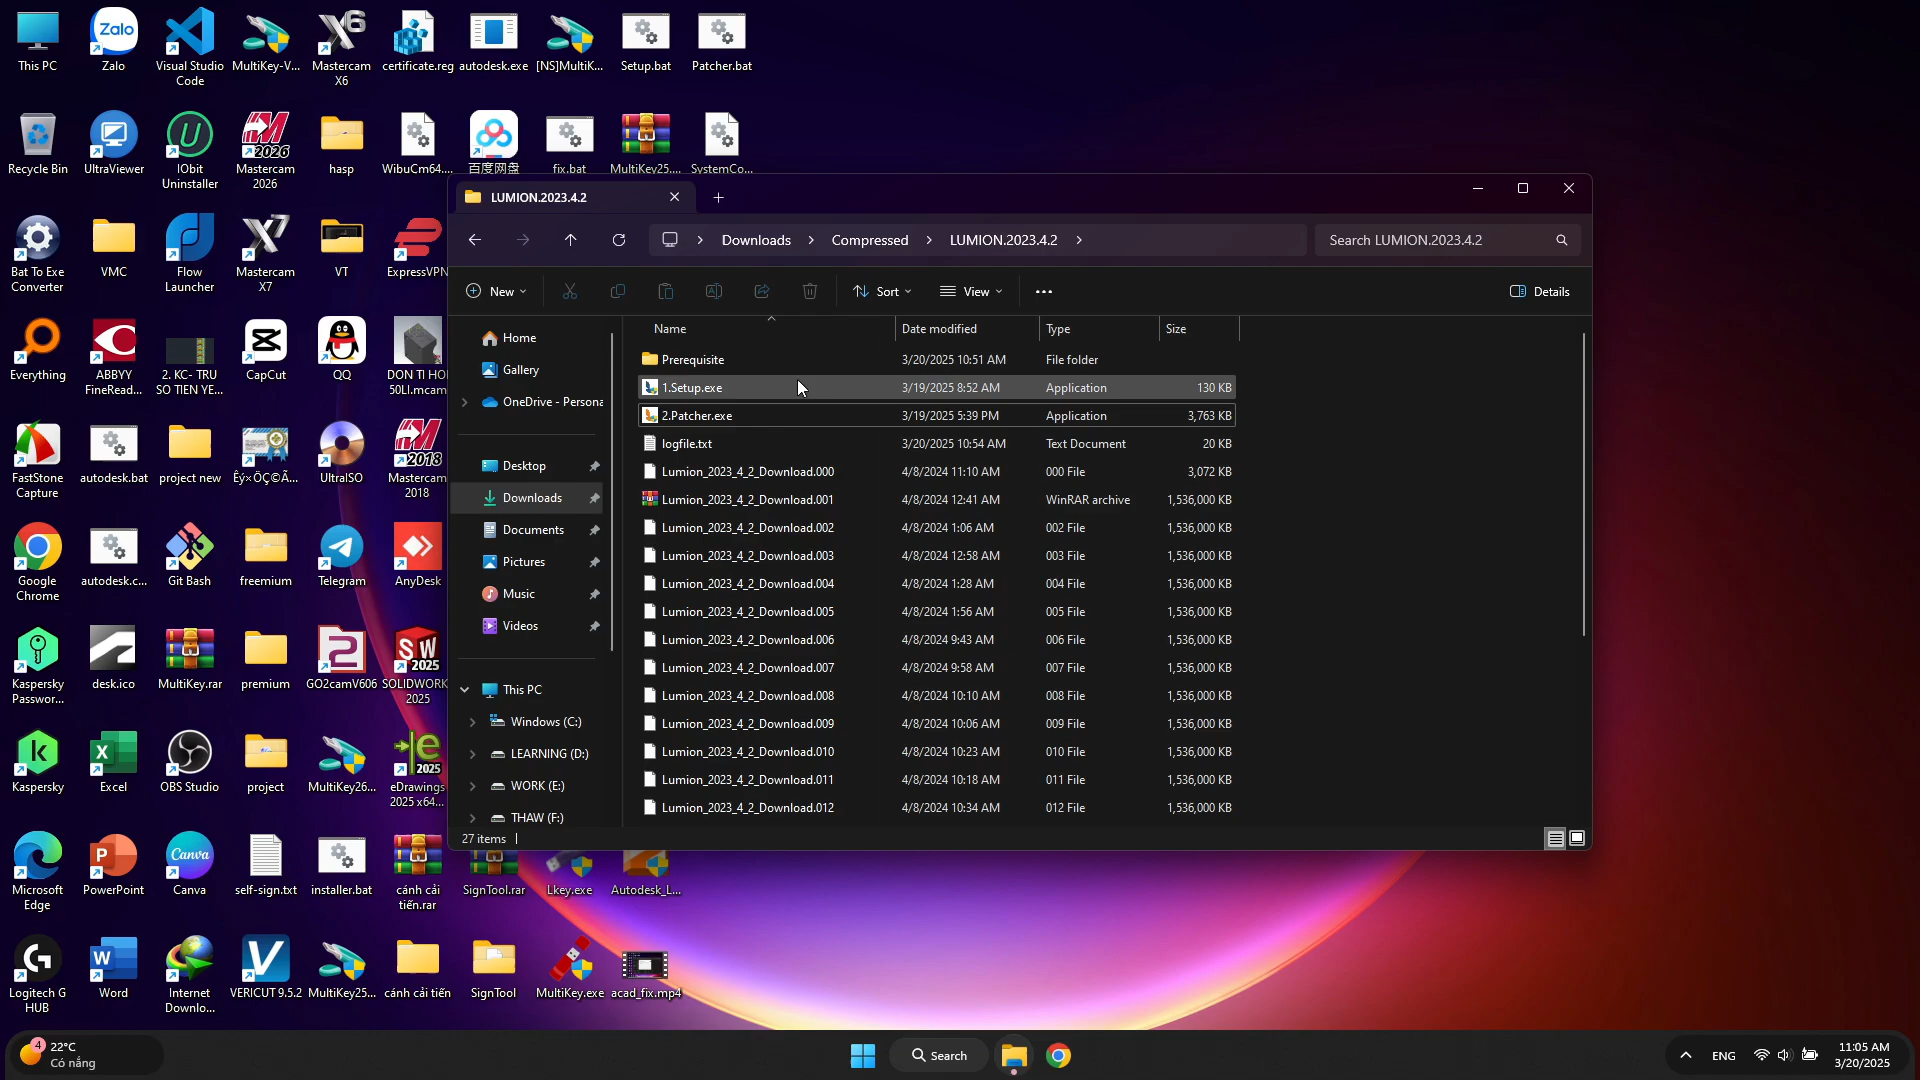 This PC
Zalo
Zalo
Visual Studio
Code
MultiKey-V...
Mastercam
X6
certificate.reg
autodesk.exe
[NS]MultiK...
Setup.bat
Patcher.bat
Recycle Bin
UltraViewer
IObit
Uninstaller
2026
Mastercam
2026
hasp
WibuCm64....
百度网盘
fix.bat
MultiKey25....
SystemCo...
Bat To Exe
Converter
VMC
Flow
Launcher
Mastercam
X7
VT
ExpressVPN
Everything
ABBYY
FineRead...
2. KC- TRU
SO TIEN YE...
CapCut
QQ
DON TI HO
50LI.mcam
FastStone
Capture
autodesk.bat
project new
Êý×ÖÇ©Ã...
UltraISO
2018
Mastercam
2018
Google
Chrome
autodesk.c...
Git Bash
freemium
Telegram
AnyDesk
Kaspersky
Passwor...
desk.ico
MultiKey.rar
premium
GO2camV606
SW
2025
SOLIDWORK
2025
Kaspersky
Excel
OBS Studio
project
MultiKey26...
2025
eDrawings
2025 x64...
Microsoft
Edge
PowerPoint
Canva
Canva
self-sign.txt
installer.bat
cánh cải
tiến.rar
SignTool.rar
Lkey.exe
Autodesk_L...
Logitech G
HUB
Word
Internet
Downlo...
VERICUT 9.5.2
MultiKey25...
cánh cải tiến
SignTool
MultiKey.exe
acad_fix.mp4
LUMION.2023.4.2
Downloads
Compressed
LUMION.2023.4.2
Search LUMION.2023.4.2
New
Sort
View
Details
Home
Gallery
OneDrive - Persona
Desktop
Downloads
Documents
Pictures
Music
Videos
This PC
Windows (C:)
LEARNING (D:)
WORK (E:)
THAW (F:)
Name Date modified Type Size
Prerequisite 3/20/2025 10:51 AM File folder
1.Setup.exe 3/19/2025 8:52 AM Application 130 KB
2.Patcher.exe 3/19/2025 5:39 PM Application 3,763 KB
logfile.txt 3/20/2025 10:54 AM Text Document 20 KB
Lumion_2023_4_2_Download.000 4/8/2024 11:10 AM 000 File 3,072 KB
Lumion_2023_4_2_Download.001 4/8/2024 12:41 AM WinRAR archive 1,536,000 KB
Lumion_2023_4_2_Download.002 4/8/2024 1:06 AM 002 File 1,536,000 KB
Lumion_2023_4_2_Download.003 4/8/2024 12:58 AM 003 File 1,536,000 KB
Lumion_2023_4_2_Download.004 4/8/2024 1:28 AM 004 File 1,536,000 KB
Lumion_2023_4_2_Download.005 4/8/2024 1:56 AM 005 File 1,536,000 KB
Lumion_2023_4_2_Download.006 4/8/2024 9:43 AM 006 File 1,536,000 KB
Lumion_2023_4_2_Download.007 4/8/2024 9:58 AM 007 File 1,536,000 KB
Lumion_2023_4_2_Download.008 4/8/2024 10:10 AM 008 File 1,536,000 KB
Lumion_2023_4_2_Download.009 4/8/2024 10:06 AM 009 File 1,536,000 KB
Lumion_2023_4_2_Download.010 4/8/2024 10:23 AM 010 File 1,536,000 KB
Lumion_2023_4_2_Download.011 4/8/2024 10:18 AM 011 File 1,536,000 KB
Lumion_2023_4_2_Download.012 4/8/2024 10:34 AM 012 File 1,536,000 KB
27 items
4
22°C
Có nắng
Search
ENG
11:05 AM
3/20/2025